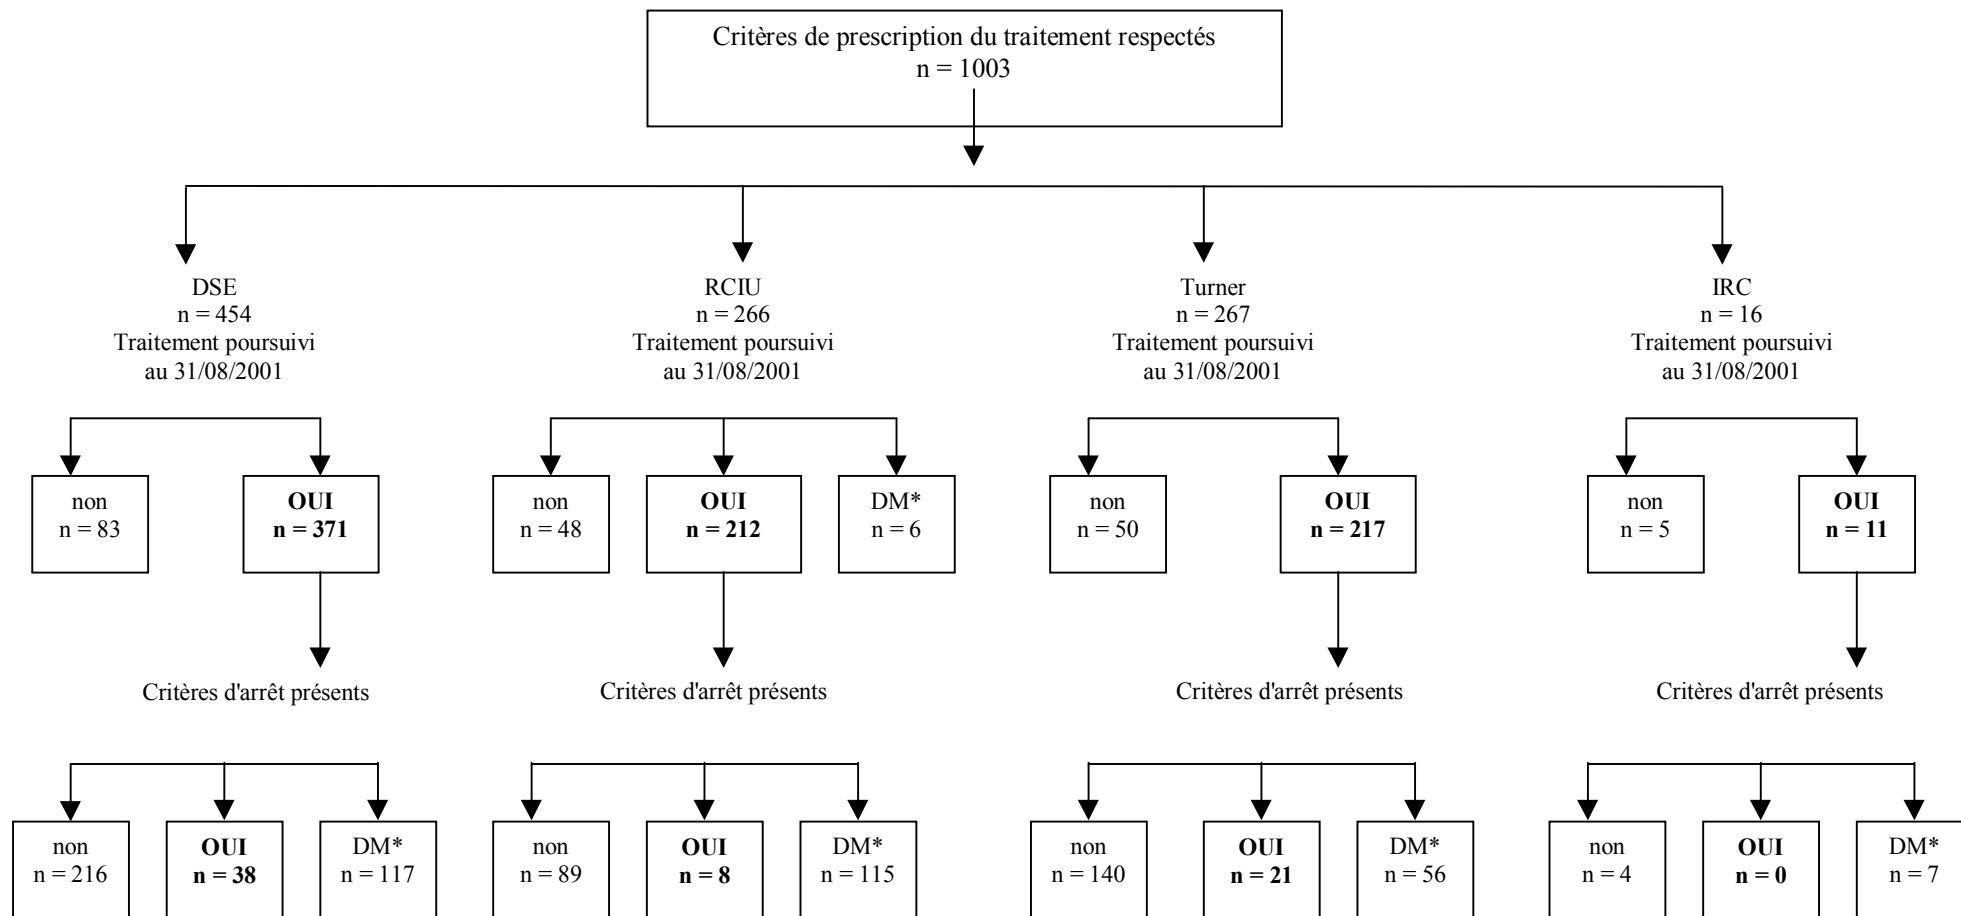 Critères de prescription du traitement respectés
n = 1003
DSE
n = 454
Traitement poursuivi
au 31/08/2001
RCIU
n = 266
Traitement poursuivi
au 31/08/2001
Turner
n = 267
Traitement poursuivi
au 31/08/2001
IRC
n = 16
Traitement poursuivi
au 31/08/2001
non
n = 83
OUI
n = 371
non
n = 48
OUI
n = 212
DM*
n = 6
non
n = 50
OUI
n = 217
non
n = 5
OUI
n = 11
Critères d'arrêt présents
Critères d'arrêt présents
Critères d'arrêt présents
Critères d'arrêt présents
non
n = 216
OUI
n = 38
DM*
n = 117
non
n = 89
OUI
n = 8
DM*
n = 115
non
n = 140
OUI
n = 21
DM*
n = 56
non
n = 4
OUI
n = 0
DM*
n = 7